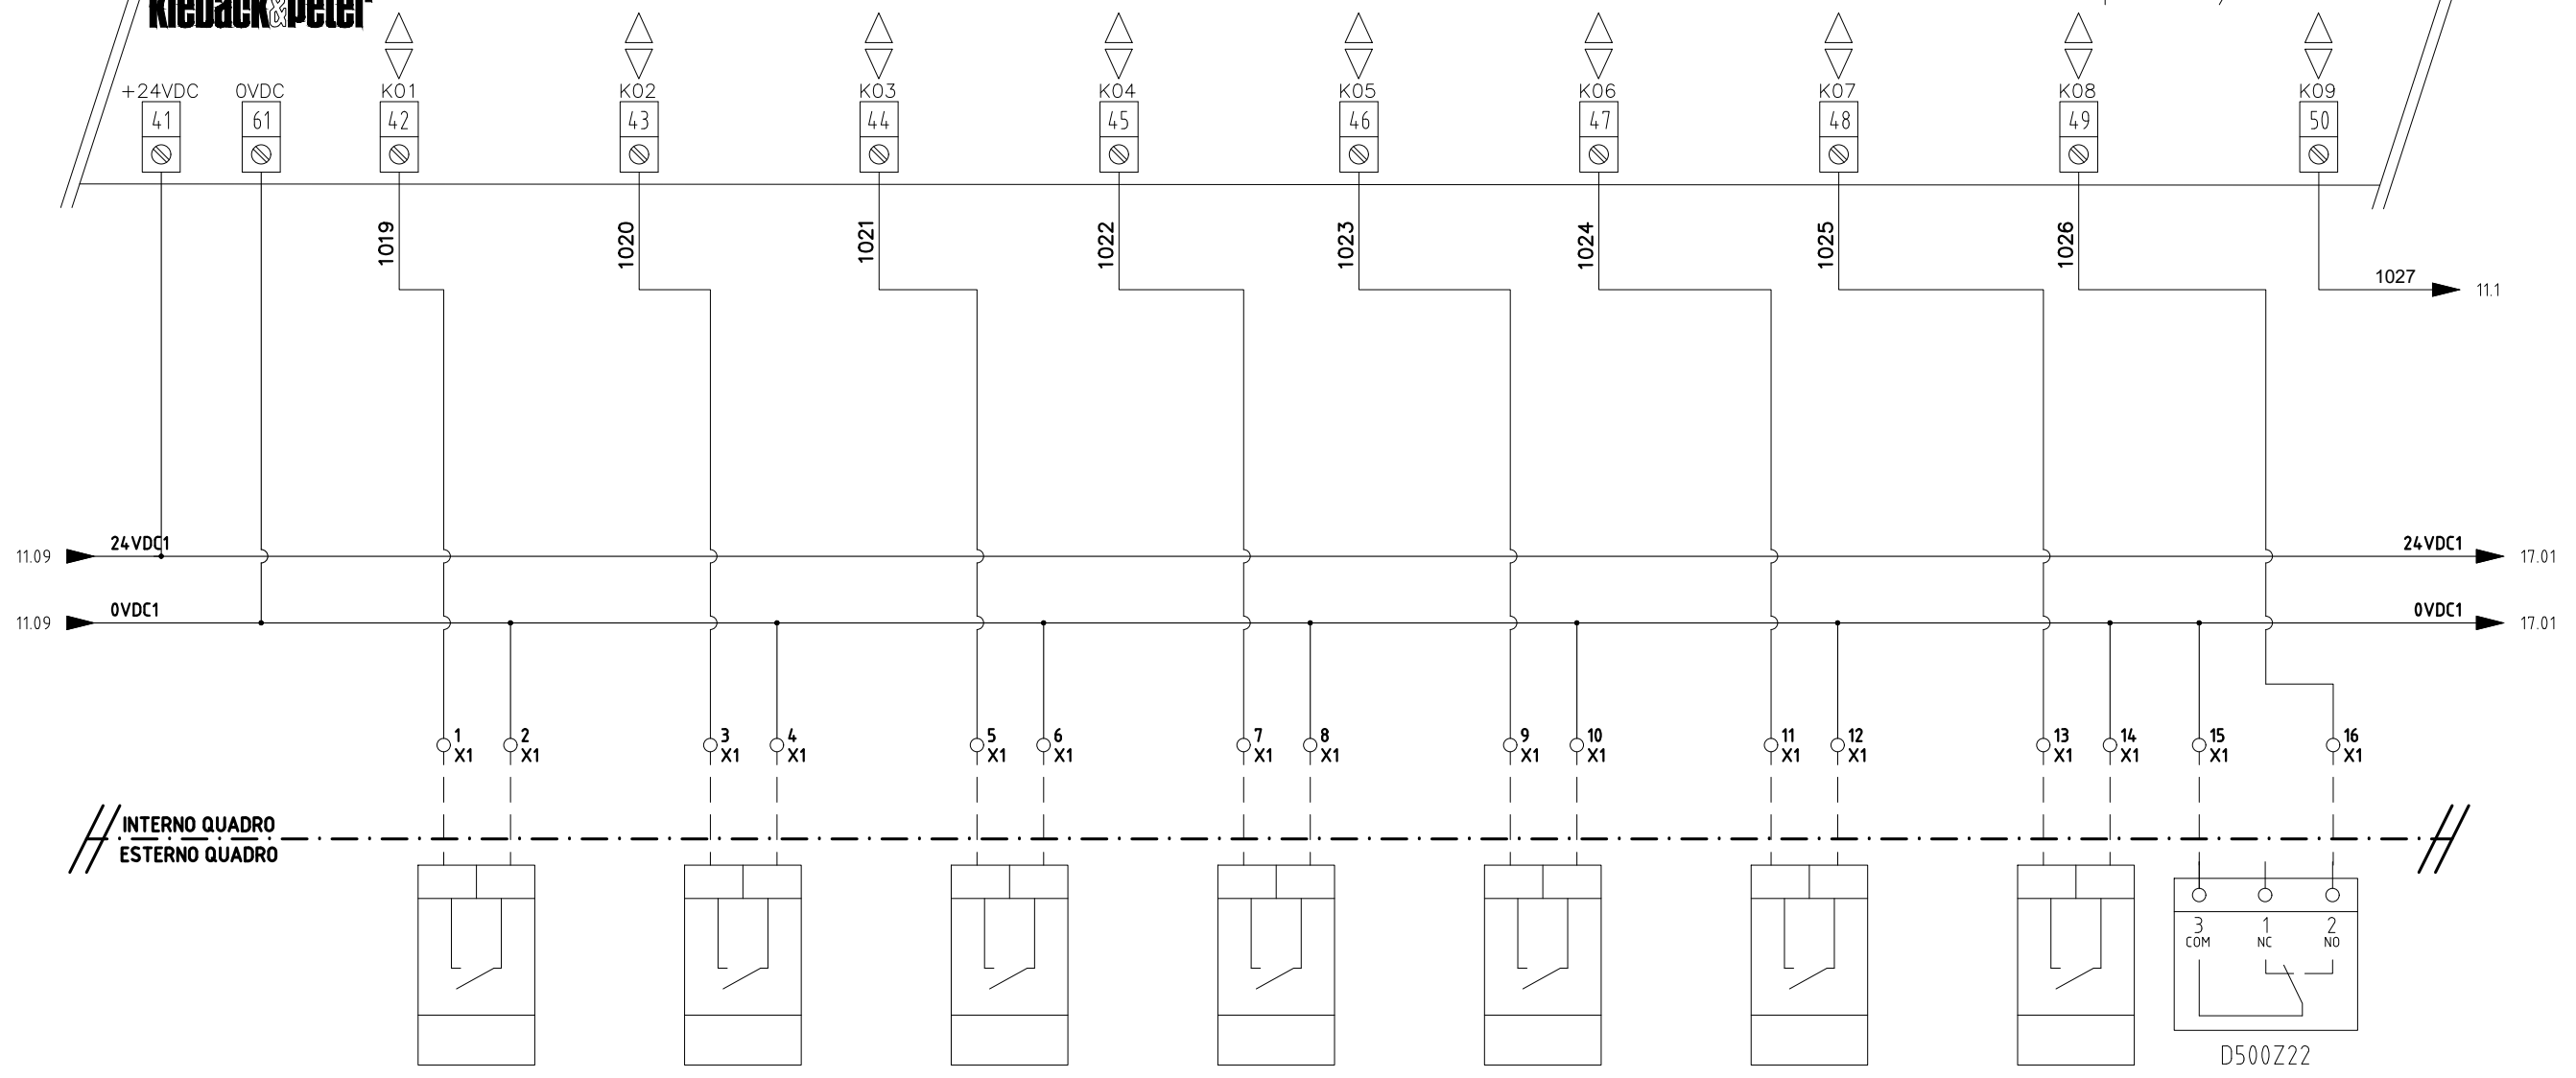 Kieback&Peter
+24VDC 0VDC K01 K02 K03 K04 K05 K06 K07 K08 K09
41 61 42 43 44 45 46 47 48 49 50
1019 1020 1021 1022 1023 1024 1025 1026
1027 11.1
11.09 24VDC1 24VDC1 17.01
11.09 0VDC1 0VDC1 17.01
1 2 3 4 5 6 7 8 9 10 11 12 13 14 15 16
X1 X1 X1 X1 X1 X1 X1 X1 X1 X1 X1 X1 X1 X1 X1 X1
INTERNO QUADRO
ESTERNO QUADRO
3 1 2
COM NC NO
D500Z22